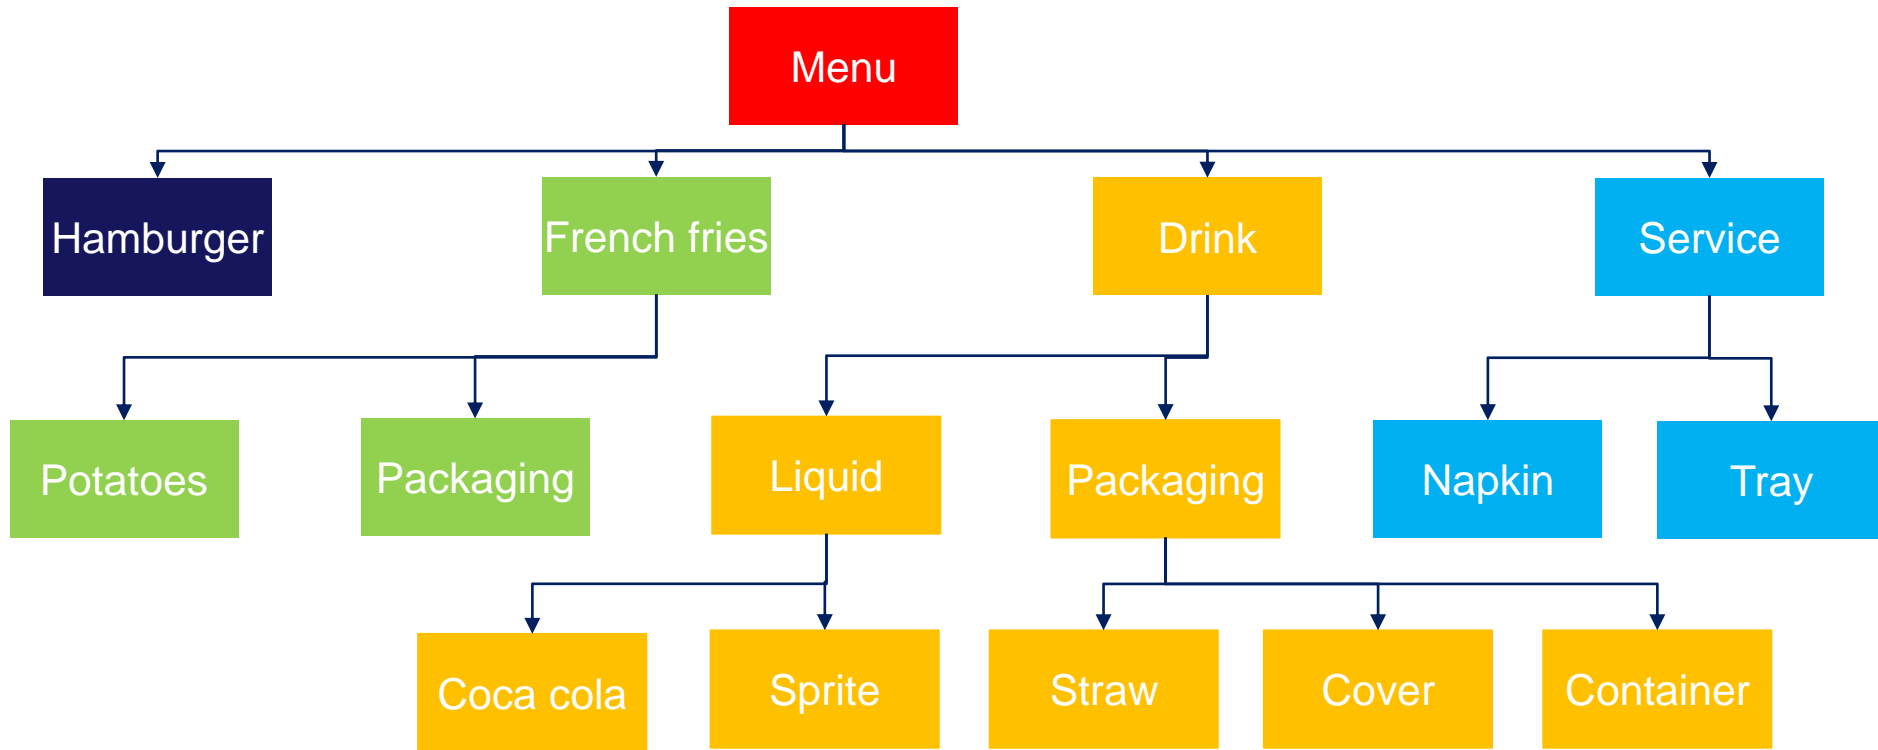 Menu
Hamburger
French fries
Drink
Service
Potatoes
Packaging
Liquid
Packaging
Napkin
Tray
Coca cola
Sprite
Straw
Cover
Container